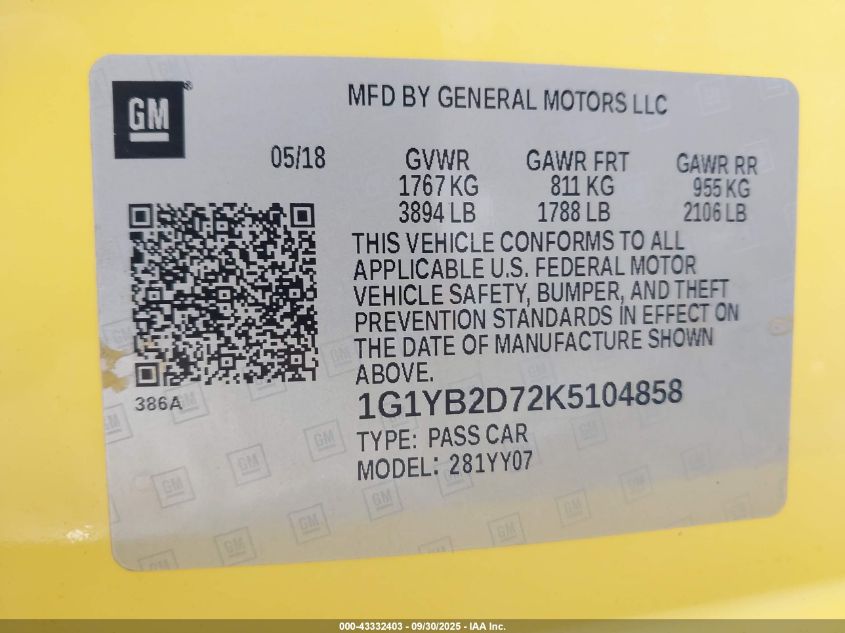 GM®
MFD BY GENERAL MOTORS LLC
05/18
GVWR GAWR FRT GAWR RR
1767 KG 811 KG 955 KG
3894 LB 1788 LB 2106 LB
THIS VEHICLE CONFORMS TO ALL
APPLICABLE U.S. FEDERAL MOTOR
VEHICLE SAFETY, BUMPER, AND THEFT
PREVENTION STANDARDS IN EFFECT ON
THE DATE OF MANUFACTURE SHOWN
ABOVE.
386A
1G1YB2D72K5104858
TYPE: PASS CAR
MODEL: 281YY07
000-43332403 - 09/30/2025 - IAA Inc.